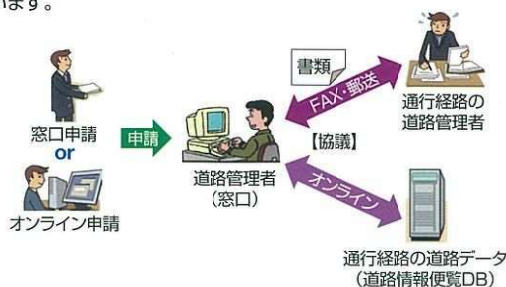 います。
窓口申請
or
オンライン申請
申請
道路管理者
（窓口）
書類
FAX・郵送
【協議】
オンライン
通行経路の
道路管理者
通行経路の道路データ
（道路情報便覧DB）